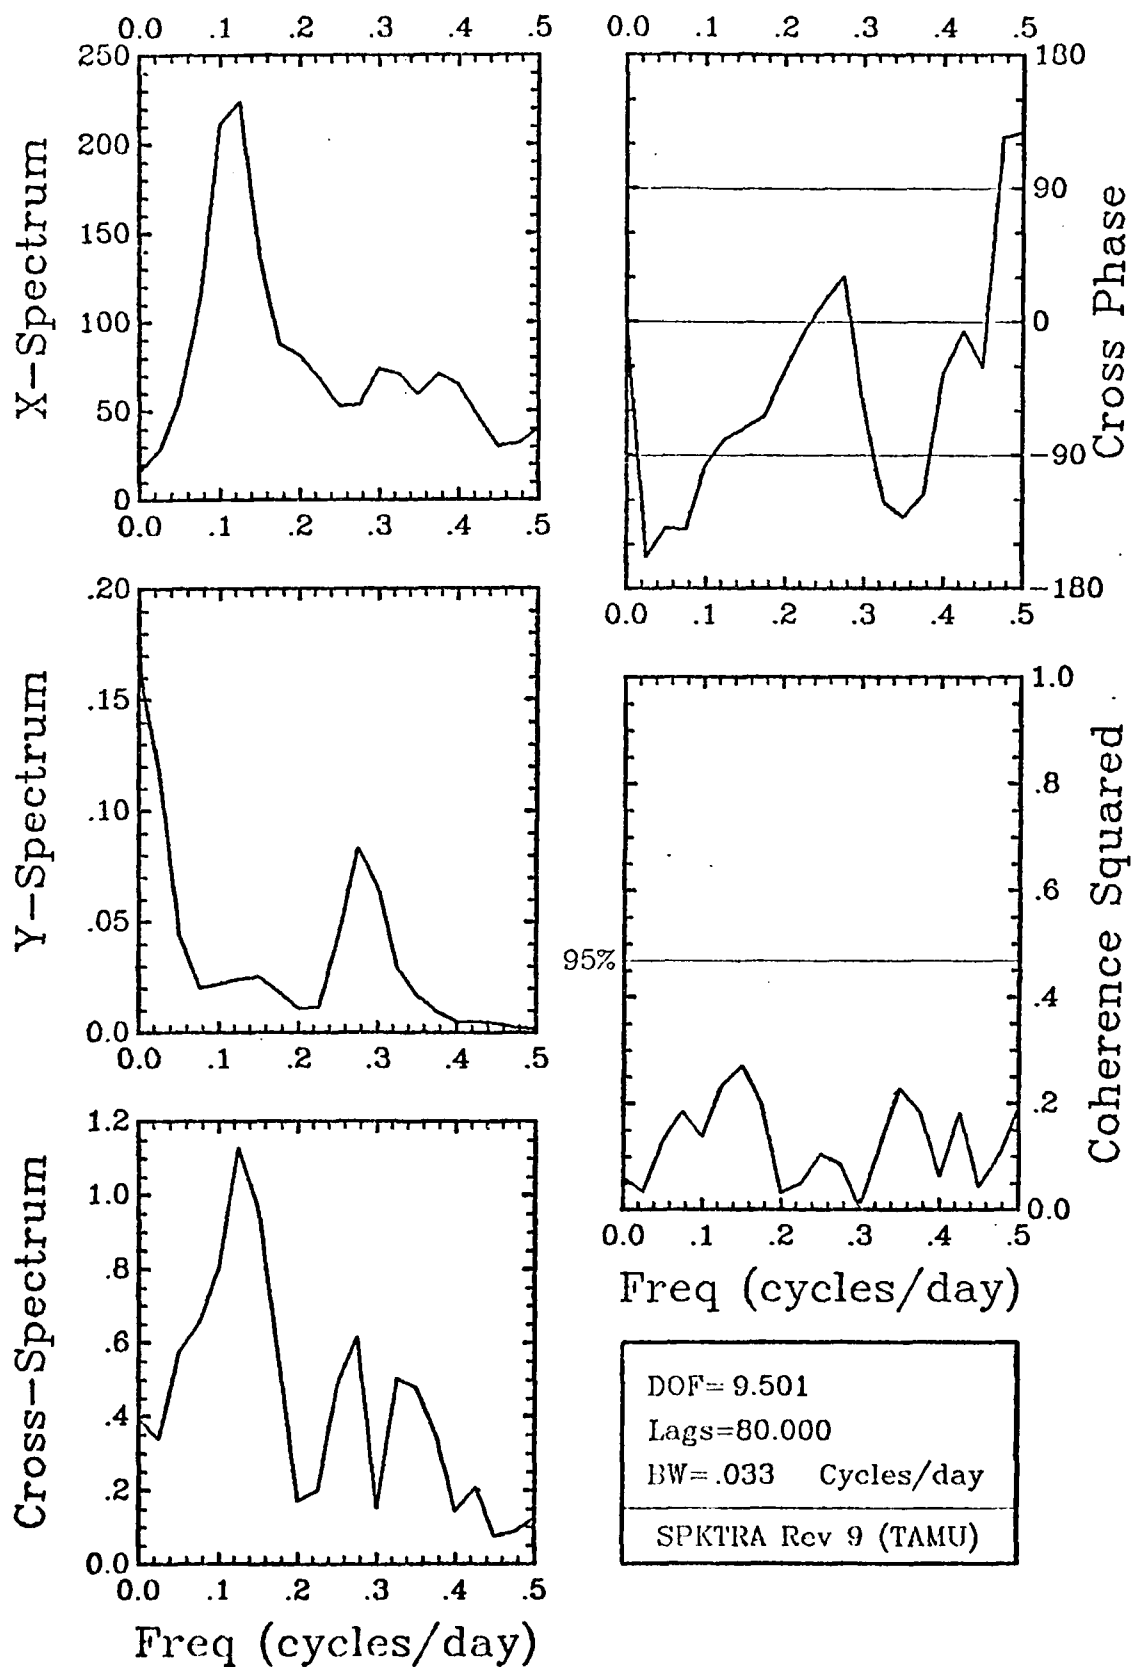 0.0 .1 .2 .3 .4 .5
250
200
150
100
50
0
X-Spectrum
0.0 .1 .2 .3 .4 .5
.20
.15
.10
.05
0.0
Y-Spectrum
0.0 .1 .2 .3 .4 .5
1.2
1.0
.8
.6
.4
.2
0.0
Cross-Spectrum
0.0 .1 .2 .3 .4 .5
Freq (cycles/day)
0.0 .1 .2 .3 .4 .5
180
90
0
-90
-180
Cross Phase
0.0 .1 .2 .3 .4 .5
1.0
.8
.6
.4
.2
0.0
95%
Coherence Squared
0.0 .1 .2 .3 .4 .5
Freq (cycles/day)
DOF= 9.501
Lags=80.000
BW= .033 Cycles/day
SPKTRA Rev 9 (TAMU)